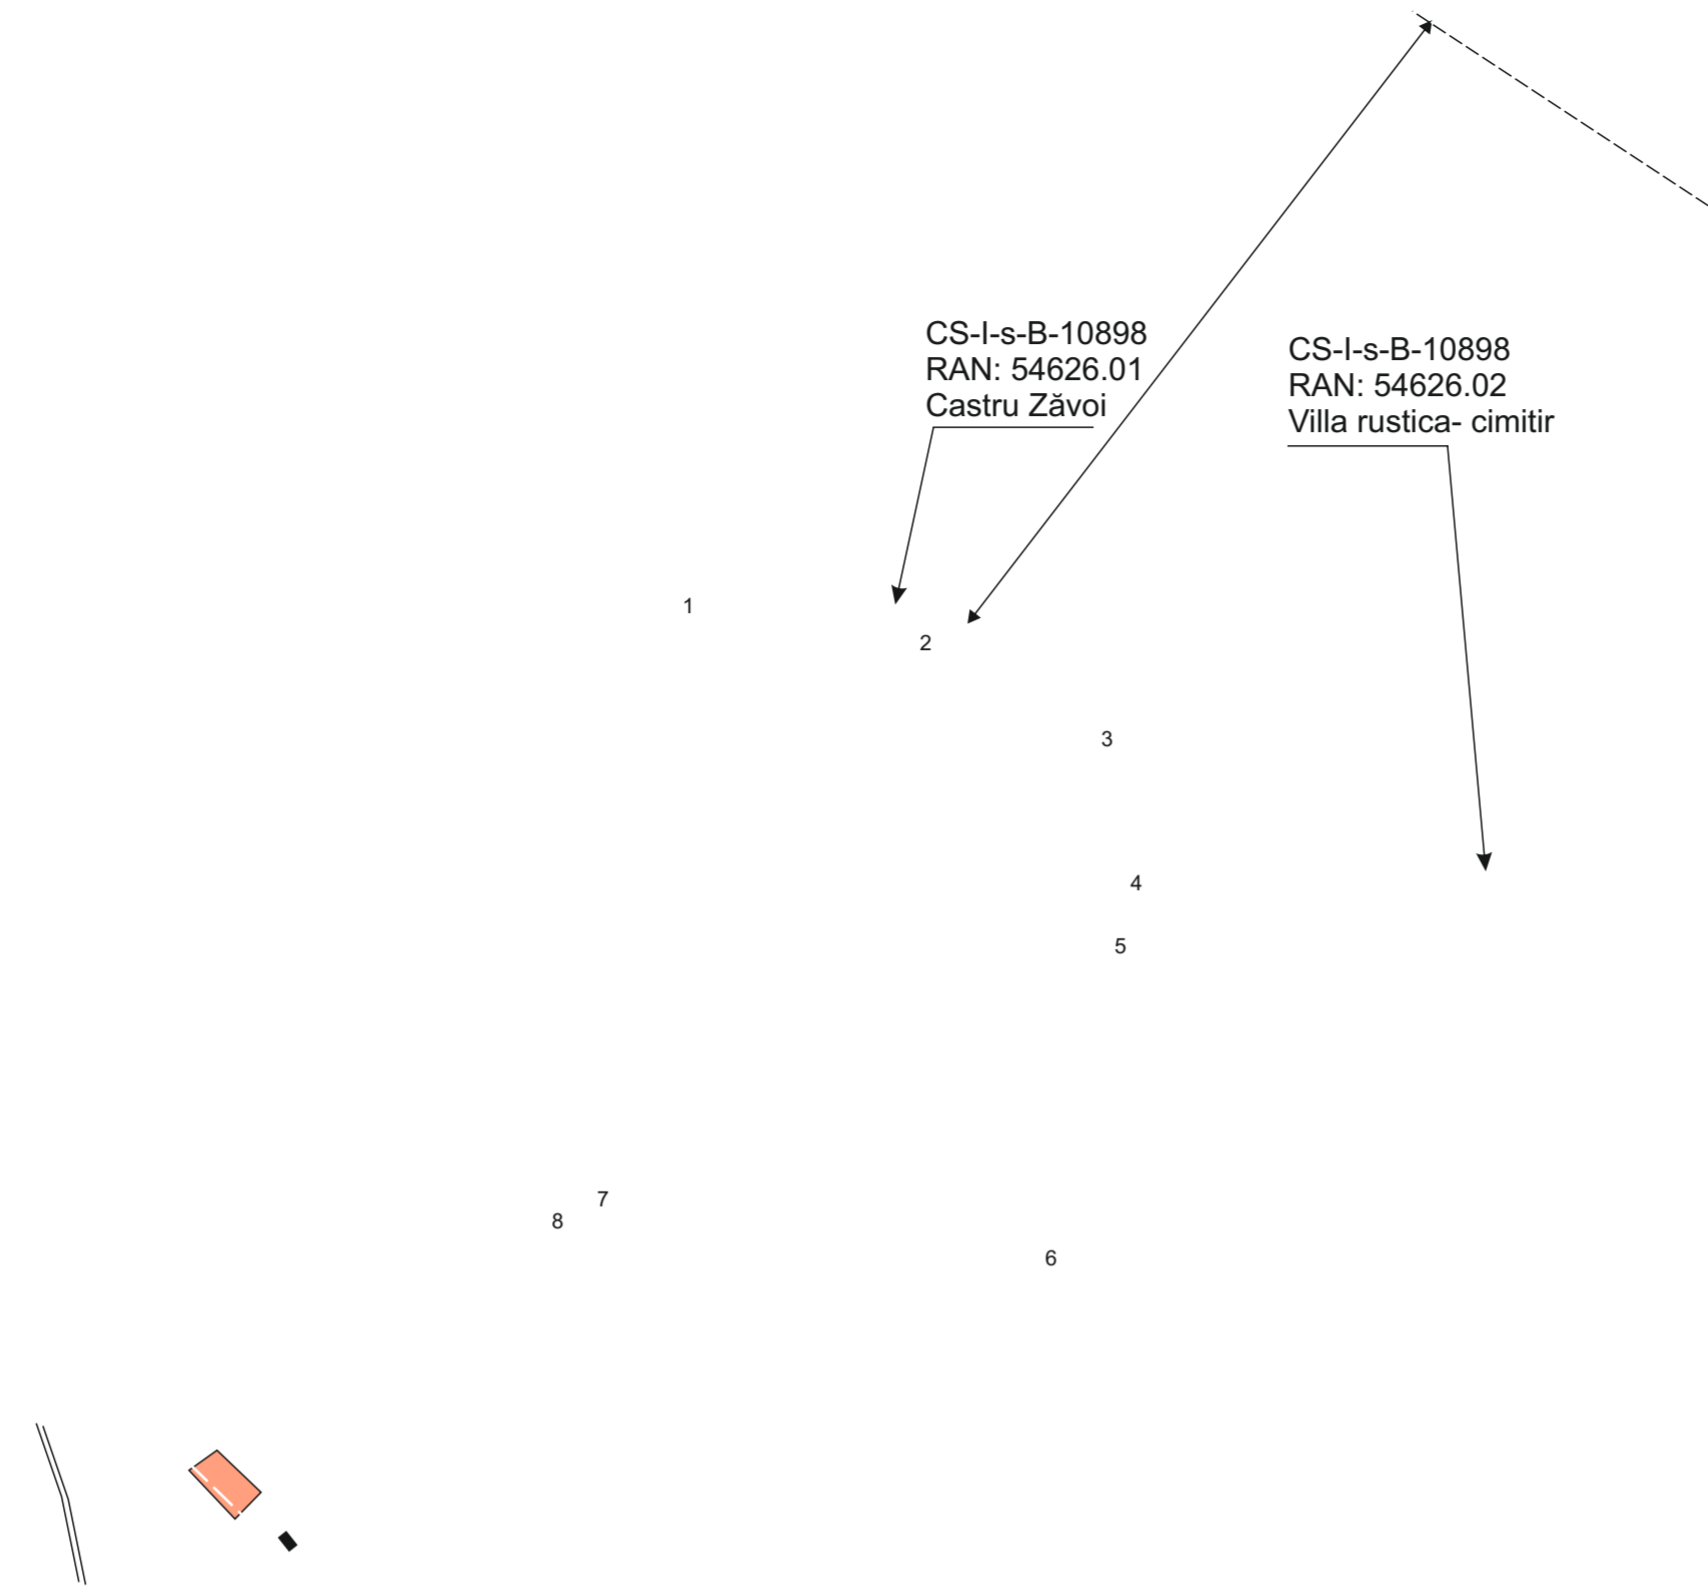 CS-I-s-B-10898
RAN: 54626.01
Castru Zăvoi
CS-I-s-B-10898
RAN: 54626.02
Villa rustica- cimitir
1
2
3
4
5
7
8
6